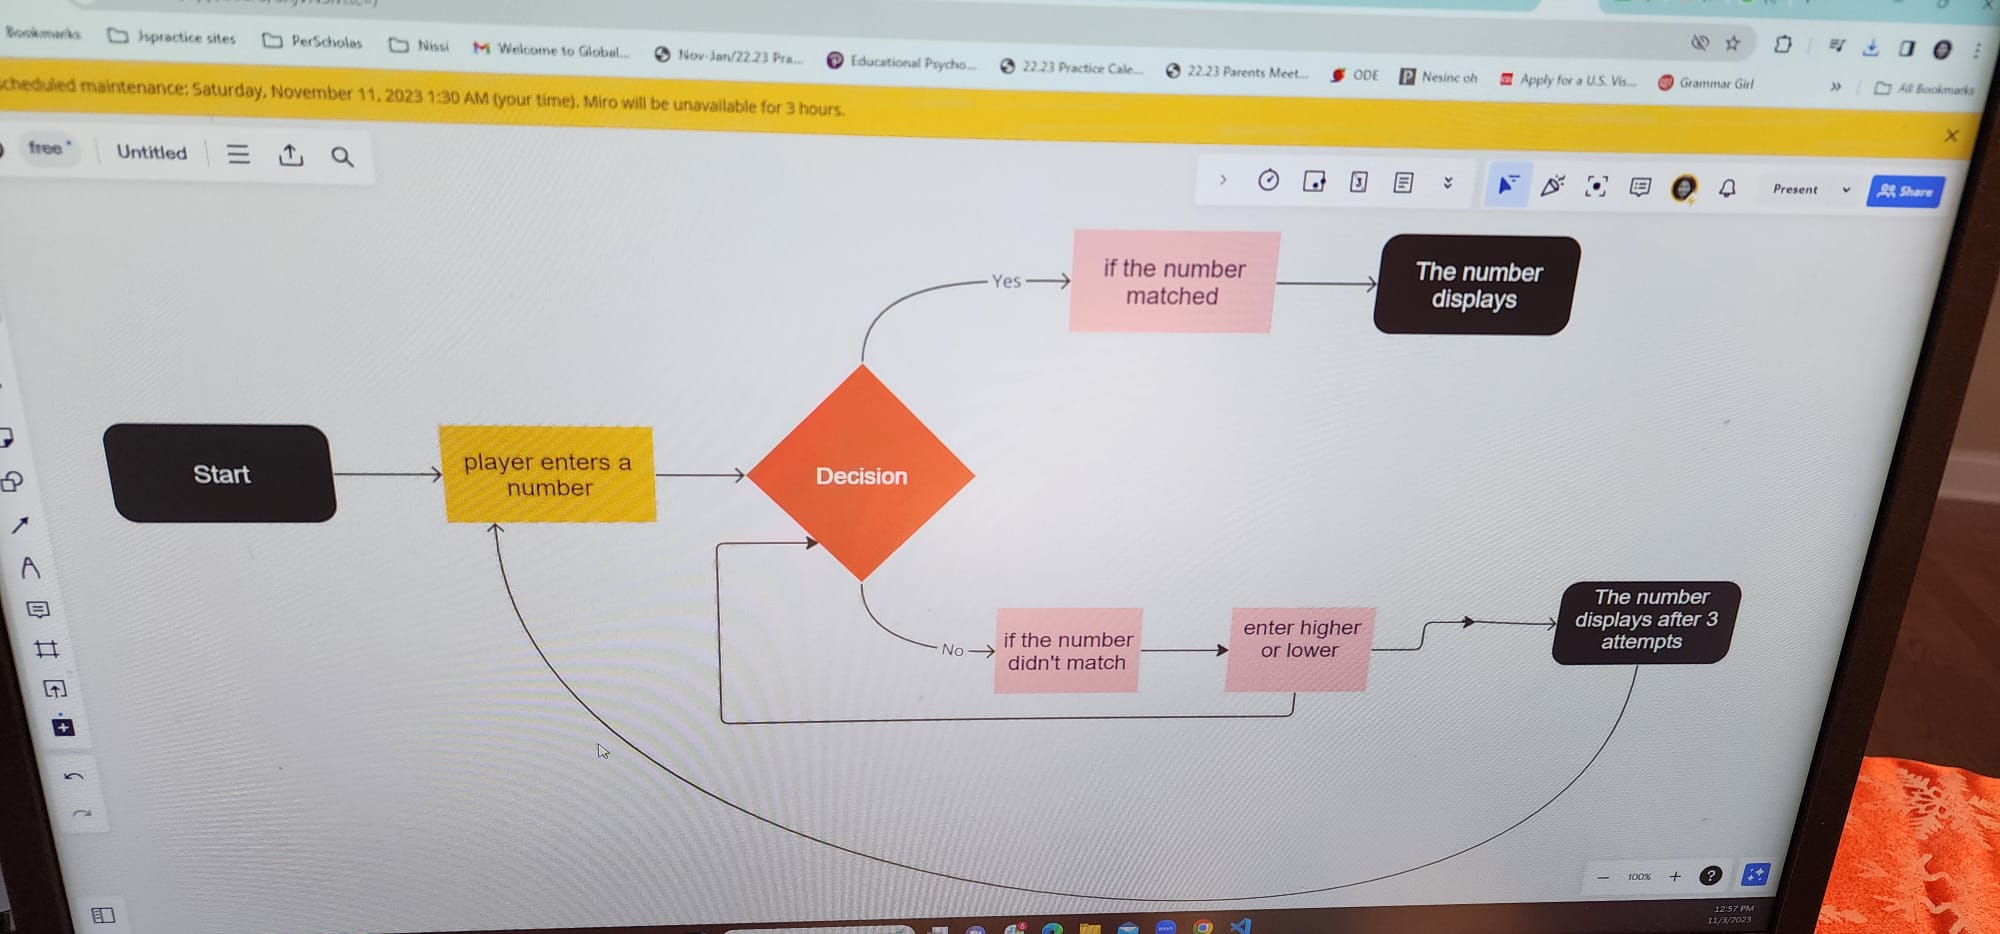 Bookmarks
Jspractice sites
PerScholas
Nissi
Welcome to Global...
Nov-Jan/22.23 Pra...
Educational Psycho...
22.23 Practice Cale...
22.23 Parents Meet...
ODE
Nesinc oh
Apply for a U.S. Vis...
Grammar Girl
»
All Bookmarks
scheduled maintenance: Saturday, November 11, 2023 1:30 AM (your time). Miro will be unavailable for 3 hours.
free
Untitled
Present
Share
Yes
if the number
matched
The number
displays
Start
player enters a
number
Decision
No
if the number
didn't match
enter higher
or lower
The number
displays after 3
attempts
100%
?
12:57 PM
11/3/2023